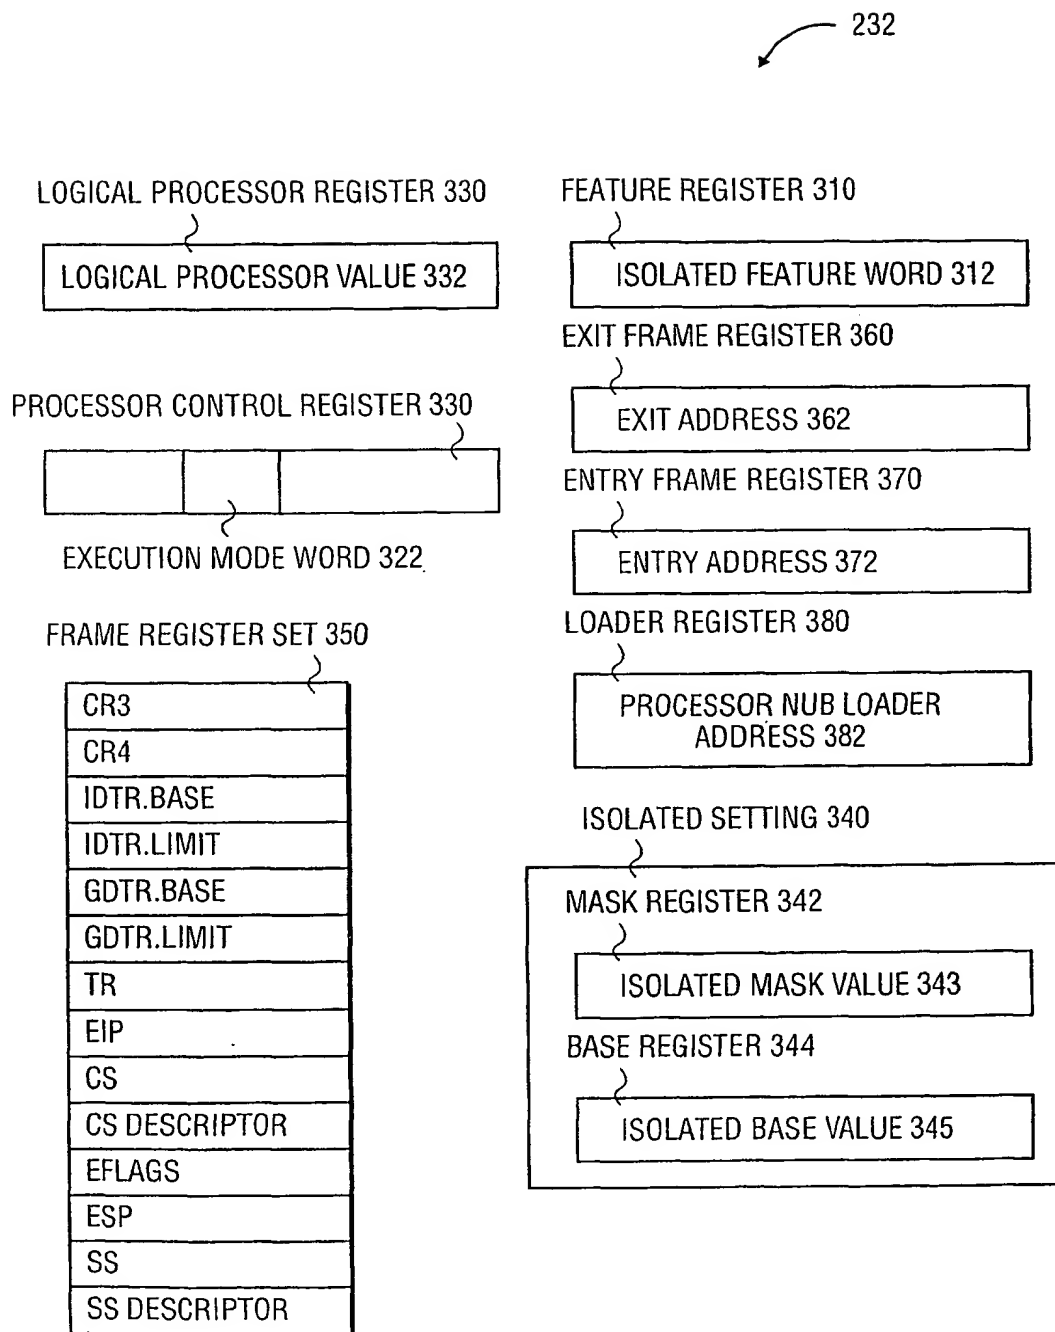 232
LOGICAL PROCESSOR REGISTER 330
LOGICAL PROCESSOR VALUE 332
PROCESSOR CONTROL REGISTER 330
EXECUTION MODE WORD 322
FRAME REGISTER SET 350
CR3
CR4
IDTR.BASE
IDTR.LIMIT
GDTR.BASE
GDTR.LIMIT
TR
EIP
CS
CS DESCRIPTOR
EFLAGS
ESP
SS
SS DESCRIPTOR
FEATURE REGISTER 310
ISOLATED FEATURE WORD 312
EXIT FRAME REGISTER 360
EXIT ADDRESS 362
ENTRY FRAME REGISTER 370
ENTRY ADDRESS 372
LOADER REGISTER 380
PROCESSOR NUB LOADER
ADDRESS 382
ISOLATED SETTING 340
MASK REGISTER 342
ISOLATED MASK VALUE 343
BASE REGISTER 344
ISOLATED BASE VALUE 345